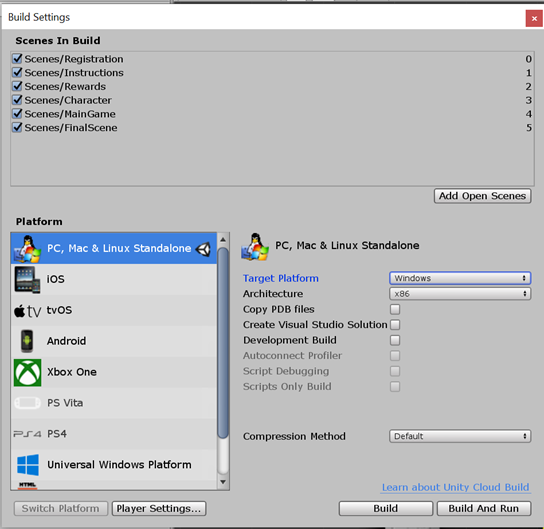 Build Settings
Scenes In Build
Scenes/Registration 0
Scenes/Instructions 1
Scenes/Rewards 2
Scenes/Character 3
Scenes/MainGame 4
Scenes/FinalScene 5
Add Open Scenes
Platform
PC, Mac & Linux Standalone
iOS
tv tvOS
Android
Xbox One
PS Vita
PS4 PS4
Universal Windows Platform
HTML
PC, Mac & Linux Standalone
Target Platform Windows
Architecture x86
Copy PDB files
Create Visual Studio Solution
Development Build
Autoconnect Profiler
Script Debugging
Scripts Only Build
Compression Method Default
Learn about Unity Cloud Build
Switch Platform Player Settings... Build Build And Run